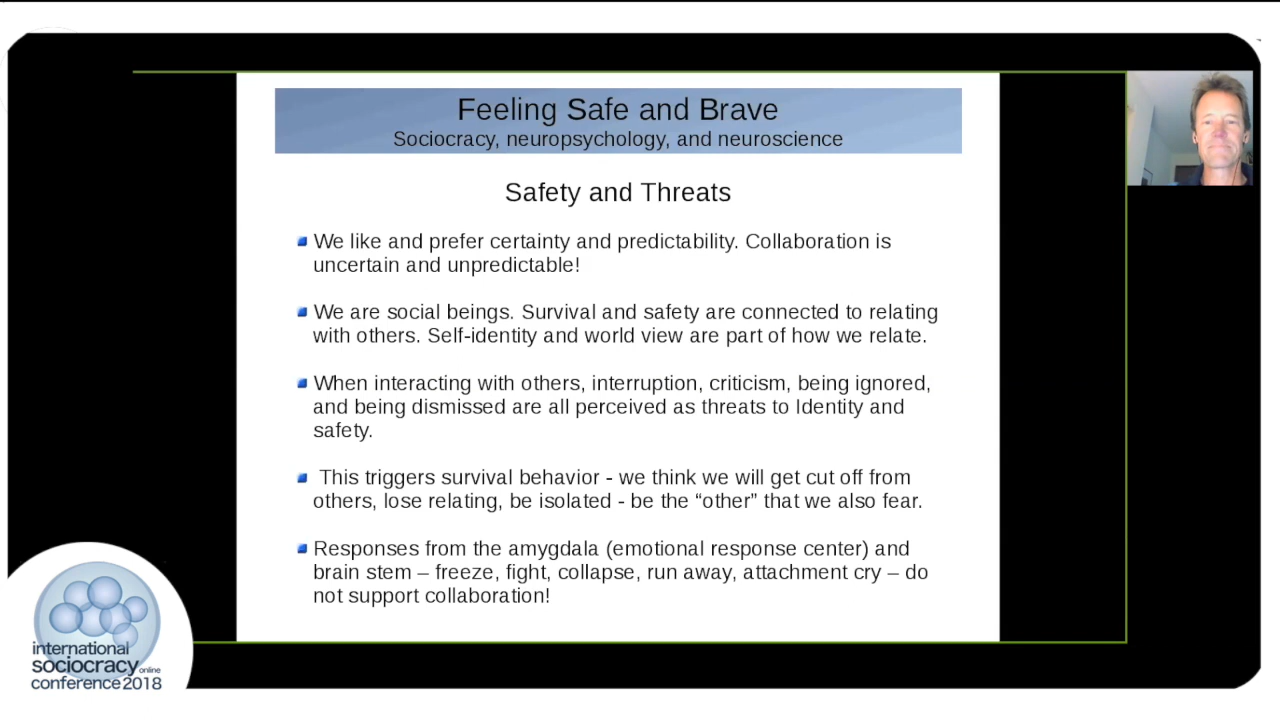 Feeling Safe and Brave
Sociocracy, neuropsychology, and neuroscience
Safety and Threats
We like and prefer certainty and predictability. Collaboration is
uncertain and unpredictable!
We are social beings. Survival and safety are connected to relating
with others. Self-identity and world view are part of how we relate.
When interacting with others, interruption, criticism, being ignored,
and being dismissed are all perceived as threats to Identity and
safety.
This triggers survival behavior - we think we will get cut off from
others, lose relating, be isolated - be the “other” that we also fear.
Responses from the amygdala (emotional response center) and
brain stem – freeze, fight, collapse, run away, attachment cry – do
not support collaboration!
international
sociocracy online
conference2018